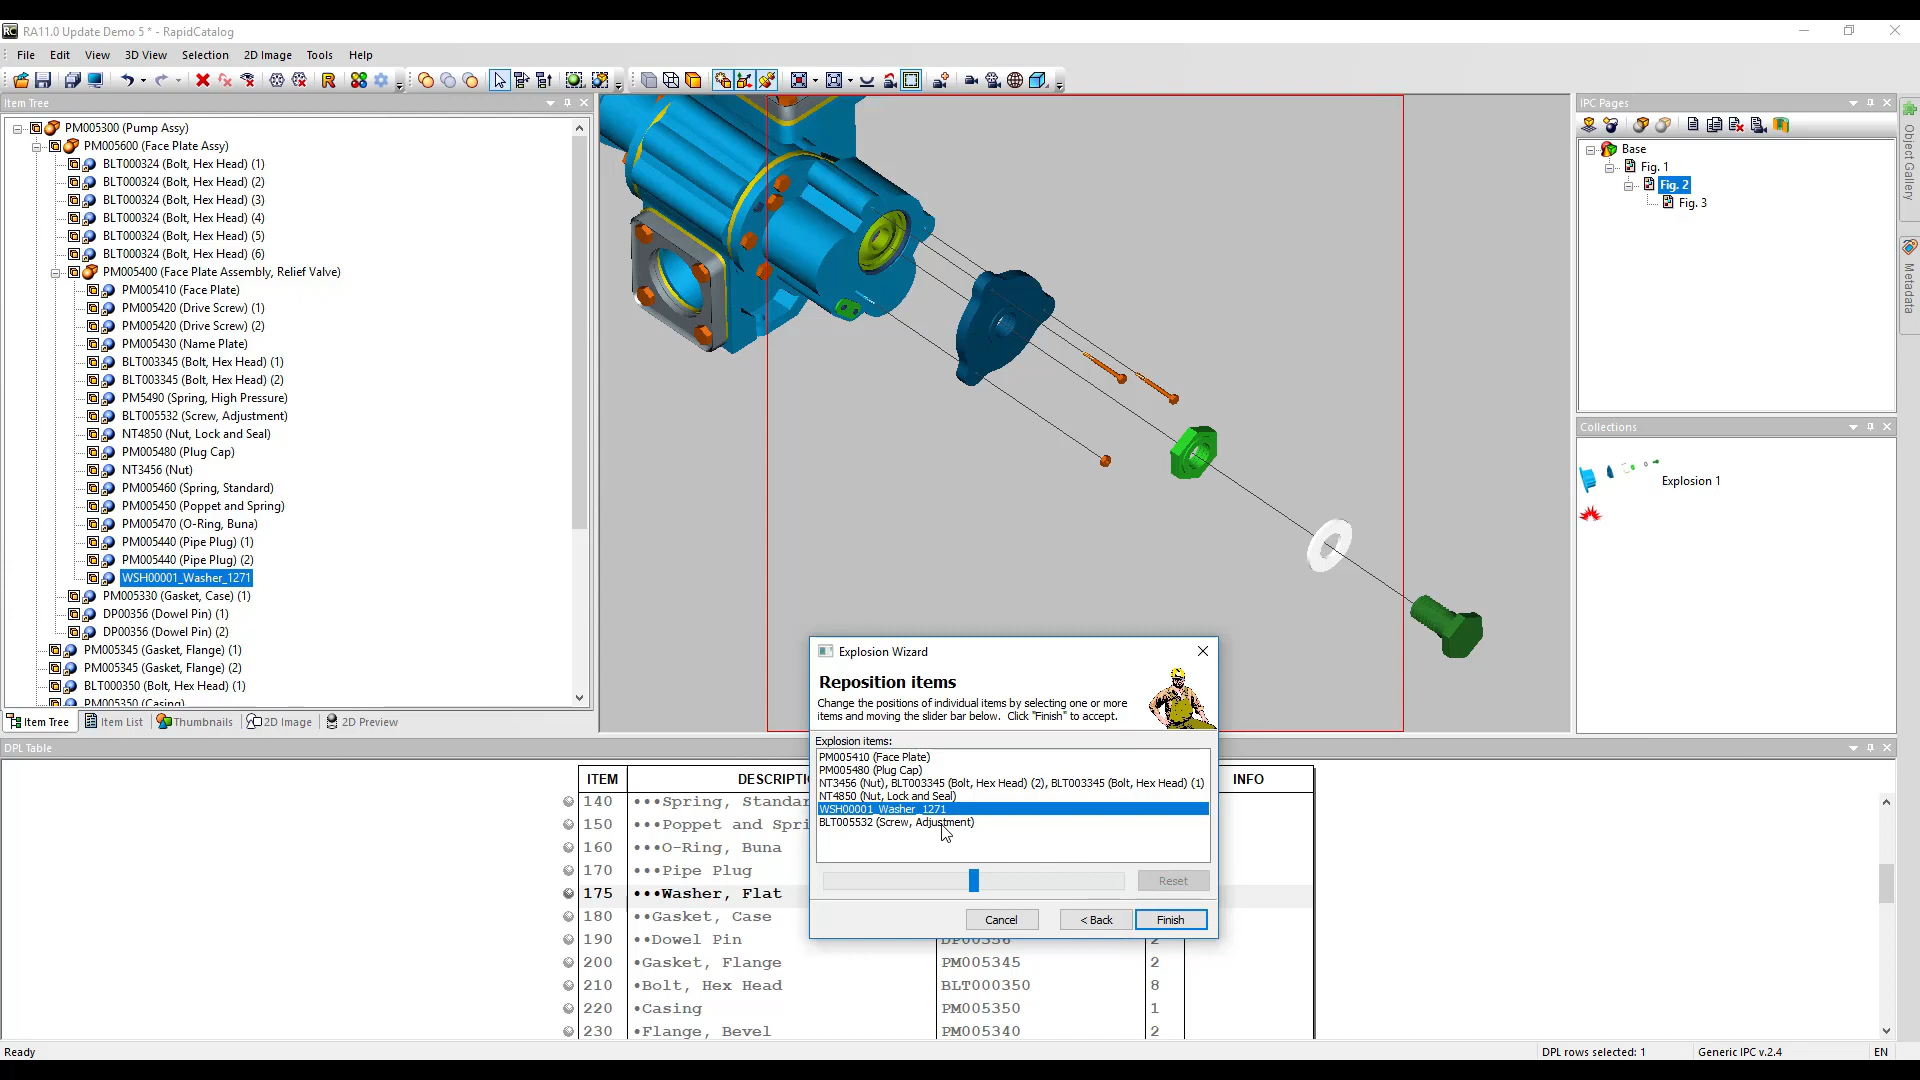 RC RA11.0 Update Demo 5 * - RapidCatalog
File Edit View 3D View Selection 2D Image Tools Help
Item Tree
PM005300 (Pump Assy)
PM005600 (Face Plate Assy)
BLT000324 (Bolt, Hex Head) (1)
BLT000324 (Bolt, Hex Head) (2)
BLT000324 (Bolt, Hex Head) (3)
BLT000324 (Bolt, Hex Head) (4)
BLT000324 (Bolt, Hex Head) (5)
BLT000324 (Bolt, Hex Head) (6)
PM005400 (Face Plate Assembly, Relief Valve)
PM005410 (Face Plate)
PM005420 (Drive Screw) (1)
PM005420 (Drive Screw) (2)
PM005430 (Name Plate)
BLT003345 (Bolt, Hex Head) (1)
BLT003345 (Bolt, Hex Head) (2)
PM5490 (Spring, High Pressure)
BLT005532 (Screw, Adjustment)
NT4850 (Nut, Lock and Seal)
PM005480 (Plug Cap)
NT3456 (Nut)
PM005460 (Spring, Standard)
PM005450 (Poppet and Spring)
PM005470 (O-Ring, Buna)
PM005440 (Pipe Plug) (1)
PM005440 (Pipe Plug) (2)
WSH00001_Washer_1271
PM005330 (Gasket, Case) (1)
DP00356 (Dowel Pin) (1)
DP00356 (Dowel Pin) (2)
PM005345 (Gasket, Flange) (1)
PM005345 (Gasket, Flange) (2)
BLT000350 (Bolt, Hex Head) (1)
PM005350 (Casing)
Item Tree Item List Thumbnails 2D Image 2D Preview
IPC Pages
Base
Fig. 1
Fig. 2
Fig. 3
Collections
Explosion 1
Object Gallery
Metadata
Explosion Wizard
Reposition items
Change the positions of individual items by selecting one or more
items and moving the slider bar below. Click "Finish" to accept.
Explosion items:
PM005410 (Face Plate)
PM005480 (Plug Cap)
NT3456 (Nut), BLT003345 (Bolt, Hex Head) (2), BLT003345 (Bolt, Hex Head) (1)
NT4850 (Nut, Lock and Seal)
WSH00001_Washer_1271
BLT005532 (Screw, Adjustment)
Reset
Cancel < Back Finish
DPL Table
ITEM DESCRIPTI INFO
140 •••Spring, Standar
150 •••Poppet and Spri
160 •••O-Ring, Buna
170 •••Pipe Plug
175 •••Washer, Flat
180 ••Gasket, Case
190 ••Dowel Pin DP00356 2
200 •Gasket, Flange PM005345 2
210 •Bolt, Hex Head BLT000350 8
220 •Casing PM005350 1
230 •Flange, Bevel PM005340 2
Ready DPL rows selected: 1 Generic IPC v.2.4 EN